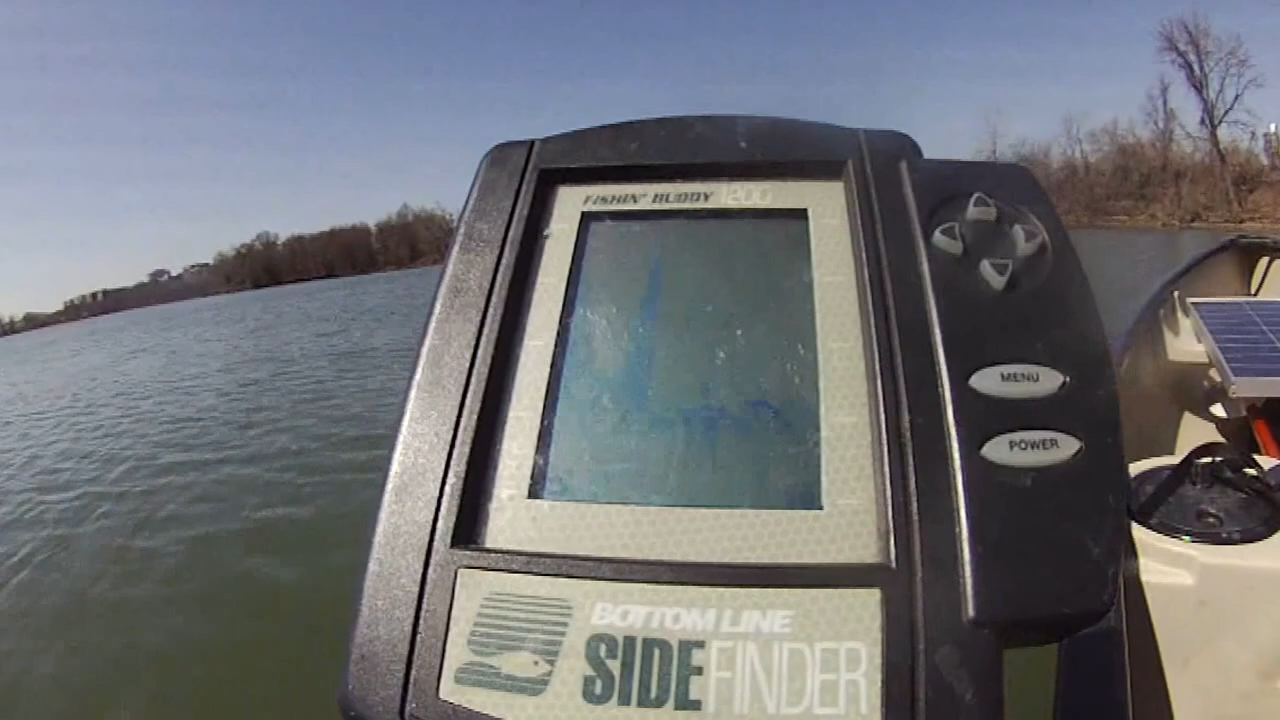 FISHIN' BUDDY 1200
MENU
POWER
BOTTOM LINE
SIDEFINDER